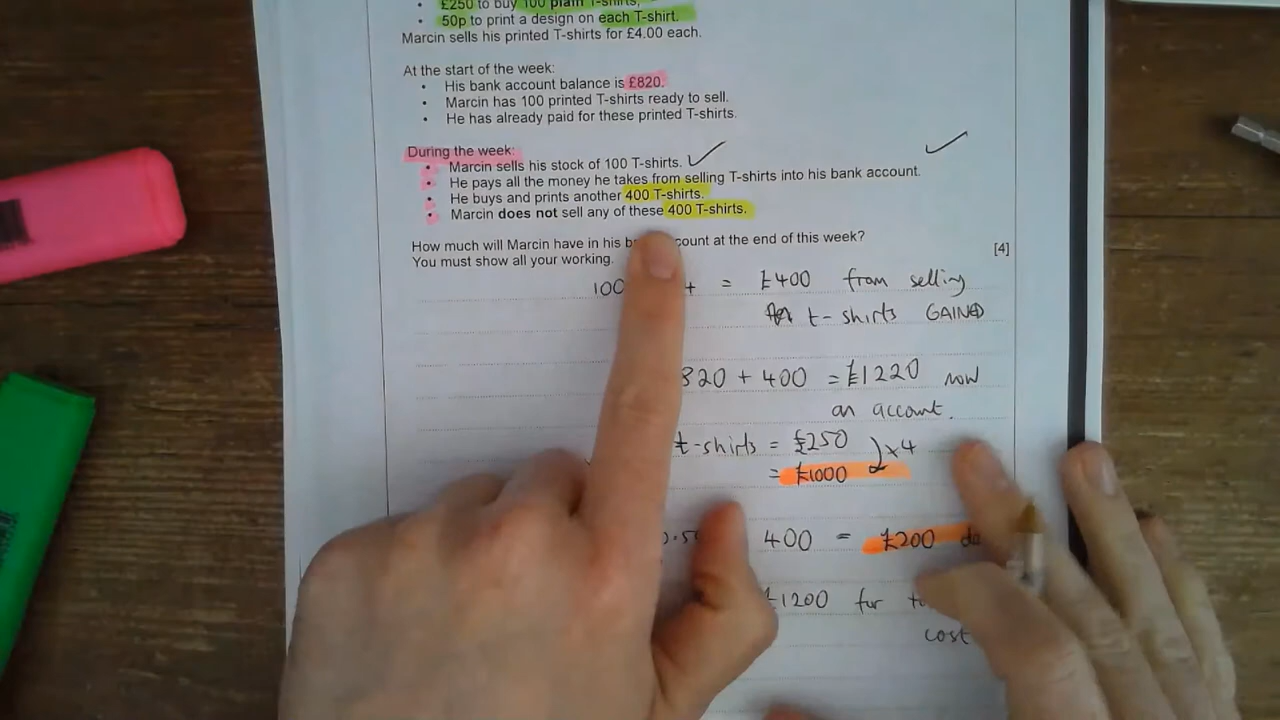 • £250 to buy 100 plain T-shirts,
• 50p to print a design on each T-shirt.
Marcin sells his printed T-shirts for £4.00 each.
At the start of the week:
• His bank account balance is £820.
• Marcin has 100 printed T-shirts ready to sell.
• He has already paid for these printed T-shirts.
During the week:
• Marcin sells his stock of 100 T-shirts.
• He pays all the money he takes from selling T-shirts into his bank account.
• He buys and prints another 400 T-shirts.
• Marcin does not sell any of these 400 T-shirts.
How much will Marcin have in his account at the end of this week?
[4]
You must show all your working.
100 4 = £400 from selling
t-shirts GAINED
820 + 400 = £1220 now
an account.
t-shirts = £250
= £1000 ×4
400 = £200
£1200 for
cost